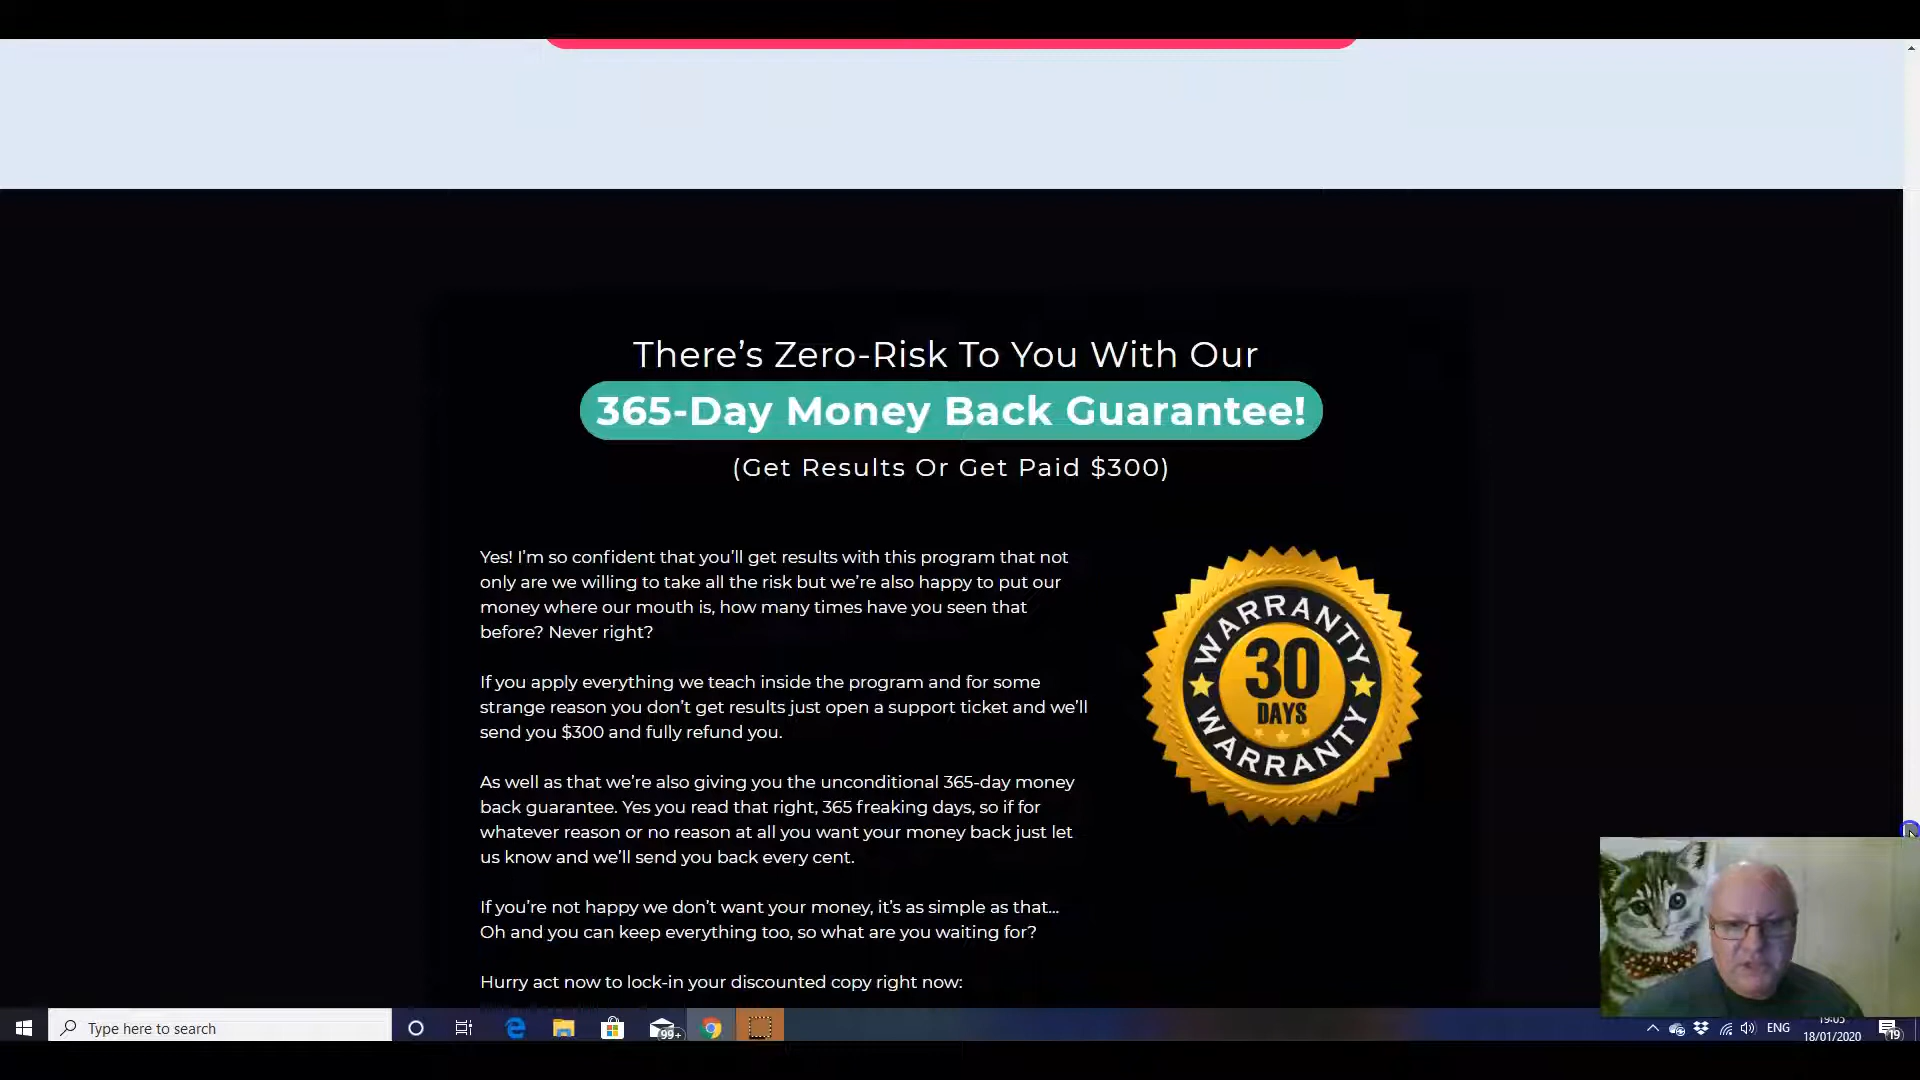 There's Zero-Risk To You With Our
365-Day Money Back Guarantee!
(Get Results Or Get Paid $300)
Yes! I'm so confident that you'll get results with this program that not
only are we willing to take all the risk but we're also happy to put our
money where our mouth is, how many times have you seen that
before? Never right?
If you apply everything we teach inside the program and for some
strange reason you don't get results just open a support ticket and we'll
send you $300 and fully refund you.
As well as that we're also giving you the unconditional 365-day money
back guarantee. Yes you read that right, 365 freaking days, so if for
whatever reason or no reason at all you want your money back just let
us know and we'll send you back every cent.
If you're not happy we don't want your money, it's as simple as that...
Oh and you can keep everything too, so what are you waiting for?
Hurry act now to lock-in your discounted copy right now:
WARRANTY
30
DAYS
WARRANTY
Type here to search
99+
ENG
19:05
18/01/2020
19